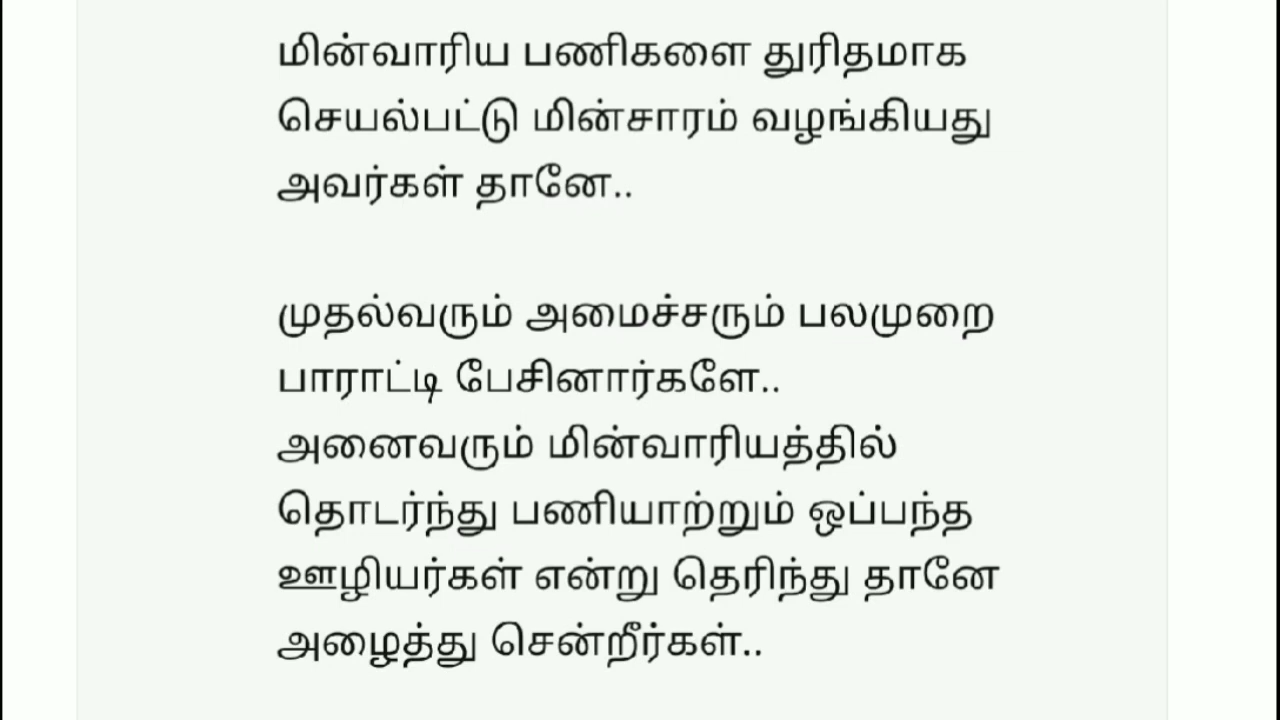 மின்வாரிய பணிகளை துரிதமாக
செயல்பட்டு மின்சாரம் வழங்கியது
அவர்கள் தானே..
முதல்வரும் அமைச்சரும் பலமுறை
பாராட்டி பேசினார்களே..
அனைவரும் மின்வாரியத்தில்
தொடர்ந்து பணியாற்றும் ஒப்பந்த
ஊழியர்கள் என்று தெரிந்து தானே
அழைத்து சென்றீர்கள்..